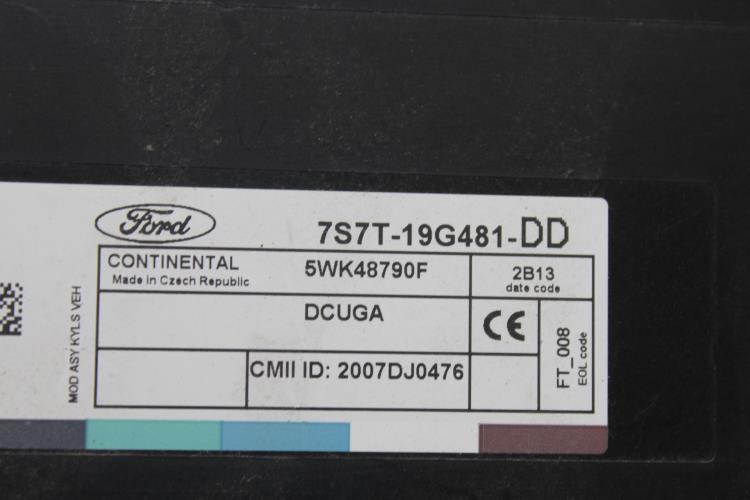 Ford
7S7T-19G481-DD
CONTINENTAL
Made in Czech Republic
5WK48790F
2B13
date code
DCUGA
CE
CMII ID: 2007DJ0476
FT_008
EOL code
MOD ASY KYLS VEH